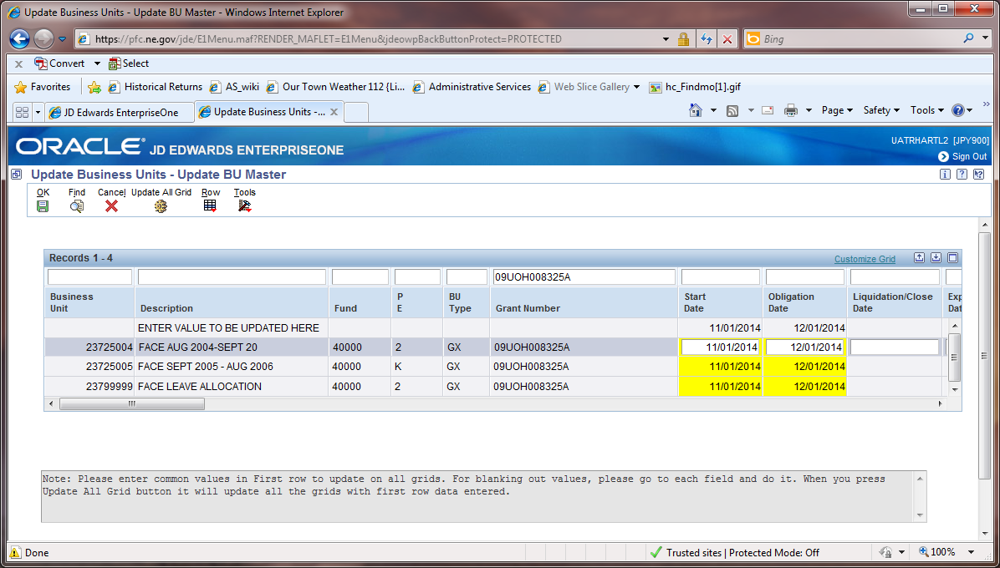 Update Business Units - Update BU Master - Windows Internet Explorer
https://pfc.ne.gov/jde/E1Menu.maf?RENDER_MAFLET=E1Menu&jdeowpBackButtonProtect=PROTECTED
Bing
x Convert Select
Favorites Historical Returns AS_wiki Our Town Weather 112 {Li... Administrative Services Web Slice Gallery hc_Findmo[1].gif
JD Edwards EnterpriseOne Update Business Units -... x Page Safety Tools
ORACLE® JD EDWARDS ENTERPRISEONE
UATRHARTL2 [JPY900]
Sign Out
Update Business Units - Update BU Master
OK Find Cancel Update All Grid Row Tools
Records 1 - 4 Customize Grid
09UOH008325A
Business Unit Description Fund P E BU Type Grant Number Start Date Obligation Date Liquidation/Close Date Exp Dat
ENTER VALUE TO BE UPDATED HERE 11/01/2014 12/01/2014
23725004 FACE AUG 2004-SEPT 20 40000 2 GX 09UOH008325A 11/01/2014 12/01/2014
23725005 FACE SEPT 2005 - AUG 2006 40000 K GX 09UOH008325A 11/01/2014 12/01/2014
23799999 FACE LEAVE ALLOCATION 40000 2 GX 09UOH008325A 11/01/2014 12/01/2014
Note: Please enter common values in First row to update on all grids. For blanking out values, please go to each field and do it. When you press
Update All Grid button it will update all the grids with first row data entered.
Done Trusted sites | Protected Mode: Off 100%